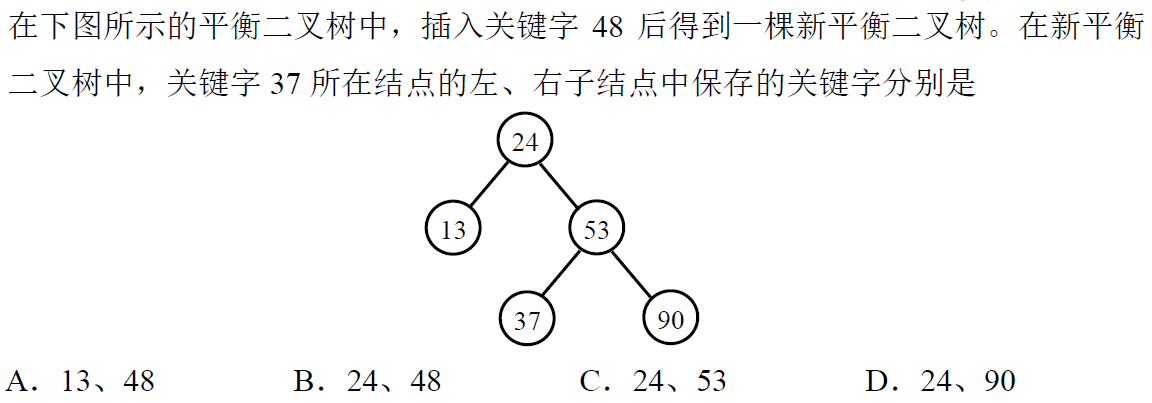 在下图所示的平衡二叉树中，插入关键字 48 后得到一棵新平衡二叉树。在新平衡
二叉树中，关键字 37 所在结点的左、右子结点中保存的关键字分别是
24
13
53
37
90
A．13、48 B．24、48 C．24、53 D．24、90